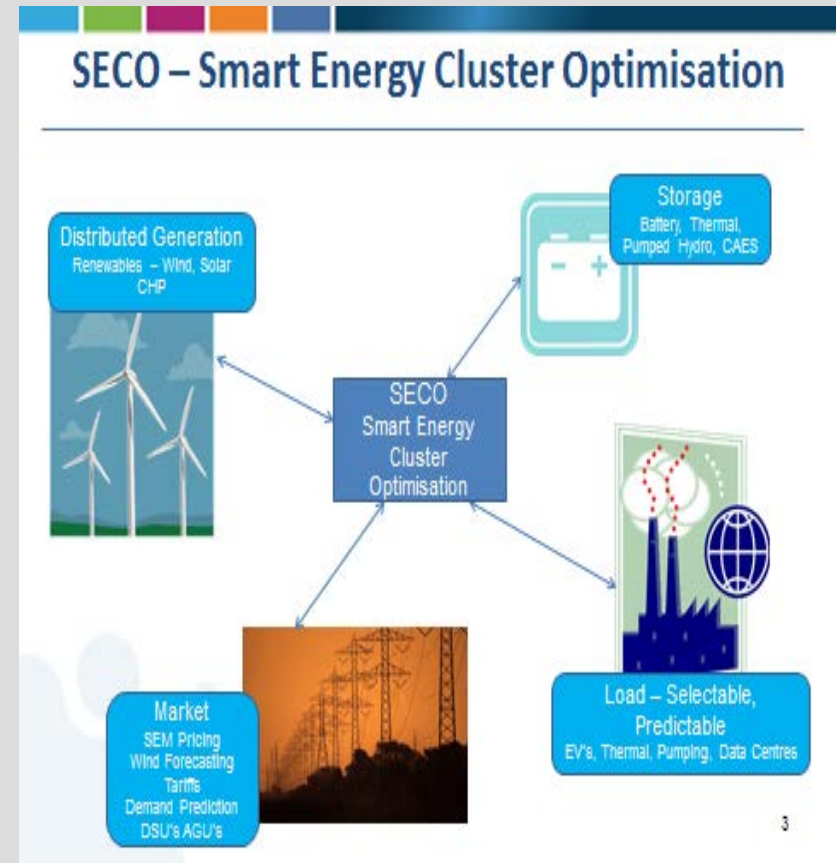 SECO – Smart Energy Cluster Optimisation
Distributed Generation
Renewables – Wind, Solar
CHP
Storage
Battery, Thermal,
Pumped Hydro, CAES
SECO
Smart Energy
Cluster
Optimisation
Market
SEM Pricing
Wind Forecasting
Tariffs
Demand Prediction
DSU's AGU's
Load – Selectable,
Predictable
EV's, Thermal, Pumping, Data Centres
3